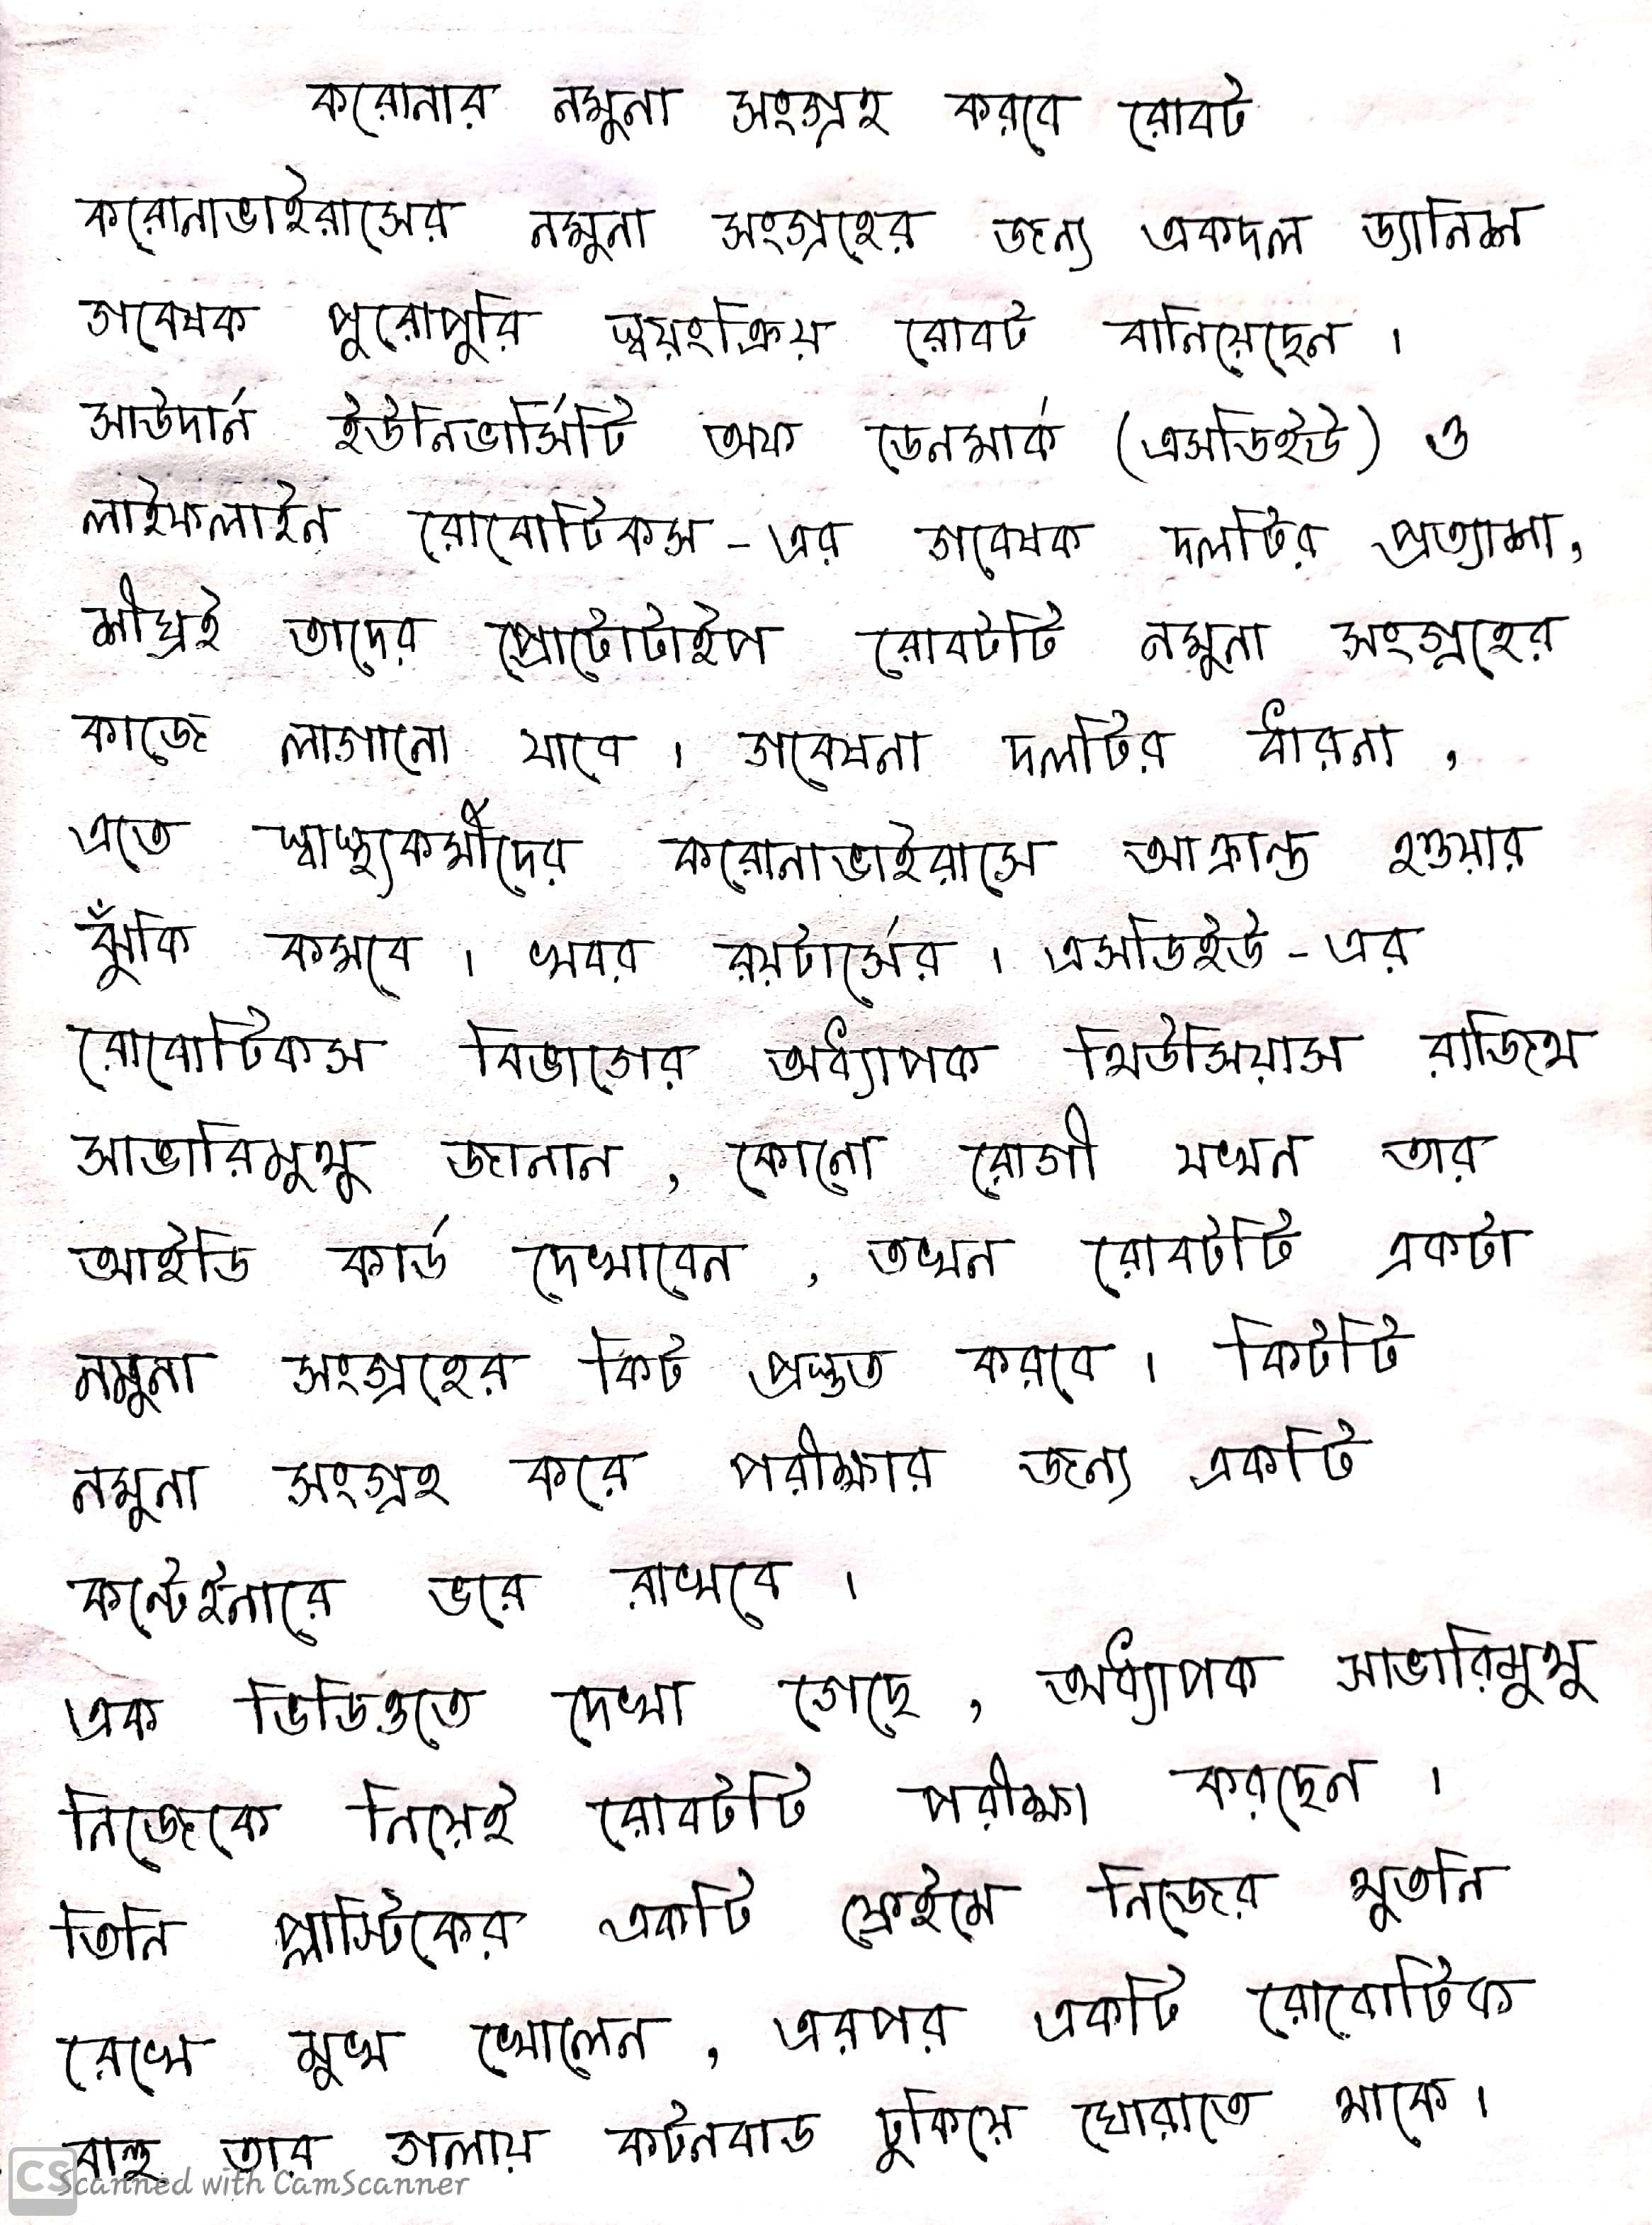 করোনার নমুনা সংগ্রহ করবে রোবট
করোনাভাইরাসের নমুনা সংগ্রহের জন্য একদল ড্যানিশ
গবেষক পুরোপুরি স্বয়ংক্রিয় রোবট বানিয়েছেন ।
সাউদার্ন ইউনিভার্সিটি অফ ডেনমার্ক (এসডিইউ) ও
লাইফলাইন রোবোটিকস - এর গবেষক দলটির প্রত্যাশা,
শীঘ্রই তাদের প্রোটোটাইপ রোবটটি নমুনা সংগ্রহের
কাজে লাগানো যাবে । গবেষনা দলটির ধারনা ,
এতে স্বাস্থ্যকর্মীদের করোনাভাইরাসে আক্রান্ত হওয়ার
ঝুঁকি কমবে । খবর রয়টার্সের । এসডিইউ - এর
রোবোটিকস বিভাগের অধ্যাপক থিউসিয়াস রাজিথ
সাভারিমুথু জানান , কোনো রোগী যখন তার
আইডি কার্ড দেখাবেন , তখন রোবটটি একটা
নমুনা সংগ্রহের কিট প্রস্তুত করবে । কিটটি
নমুনা সংগ্রহ করে পরীক্ষার জন্য একটি
কন্টেইনারে ভরে রাখবে ।
এক ভিডিওতে দেখা গেছে , অধ্যাপক সাভারিমুথু
নিজেকে নিয়েই রোবটটি পরীক্ষা করছেন ।
তিনি প্লাস্টিকের একটি ফ্রেইমে নিজের থুতনি
রেখে মুখ খোলেন , এরপর একটি রোবোটিক
বাহু তার গলায় কটনবাড ঢুকিয়ে ঘোরাতে থাকে ।
CS Scanned with CamScanner